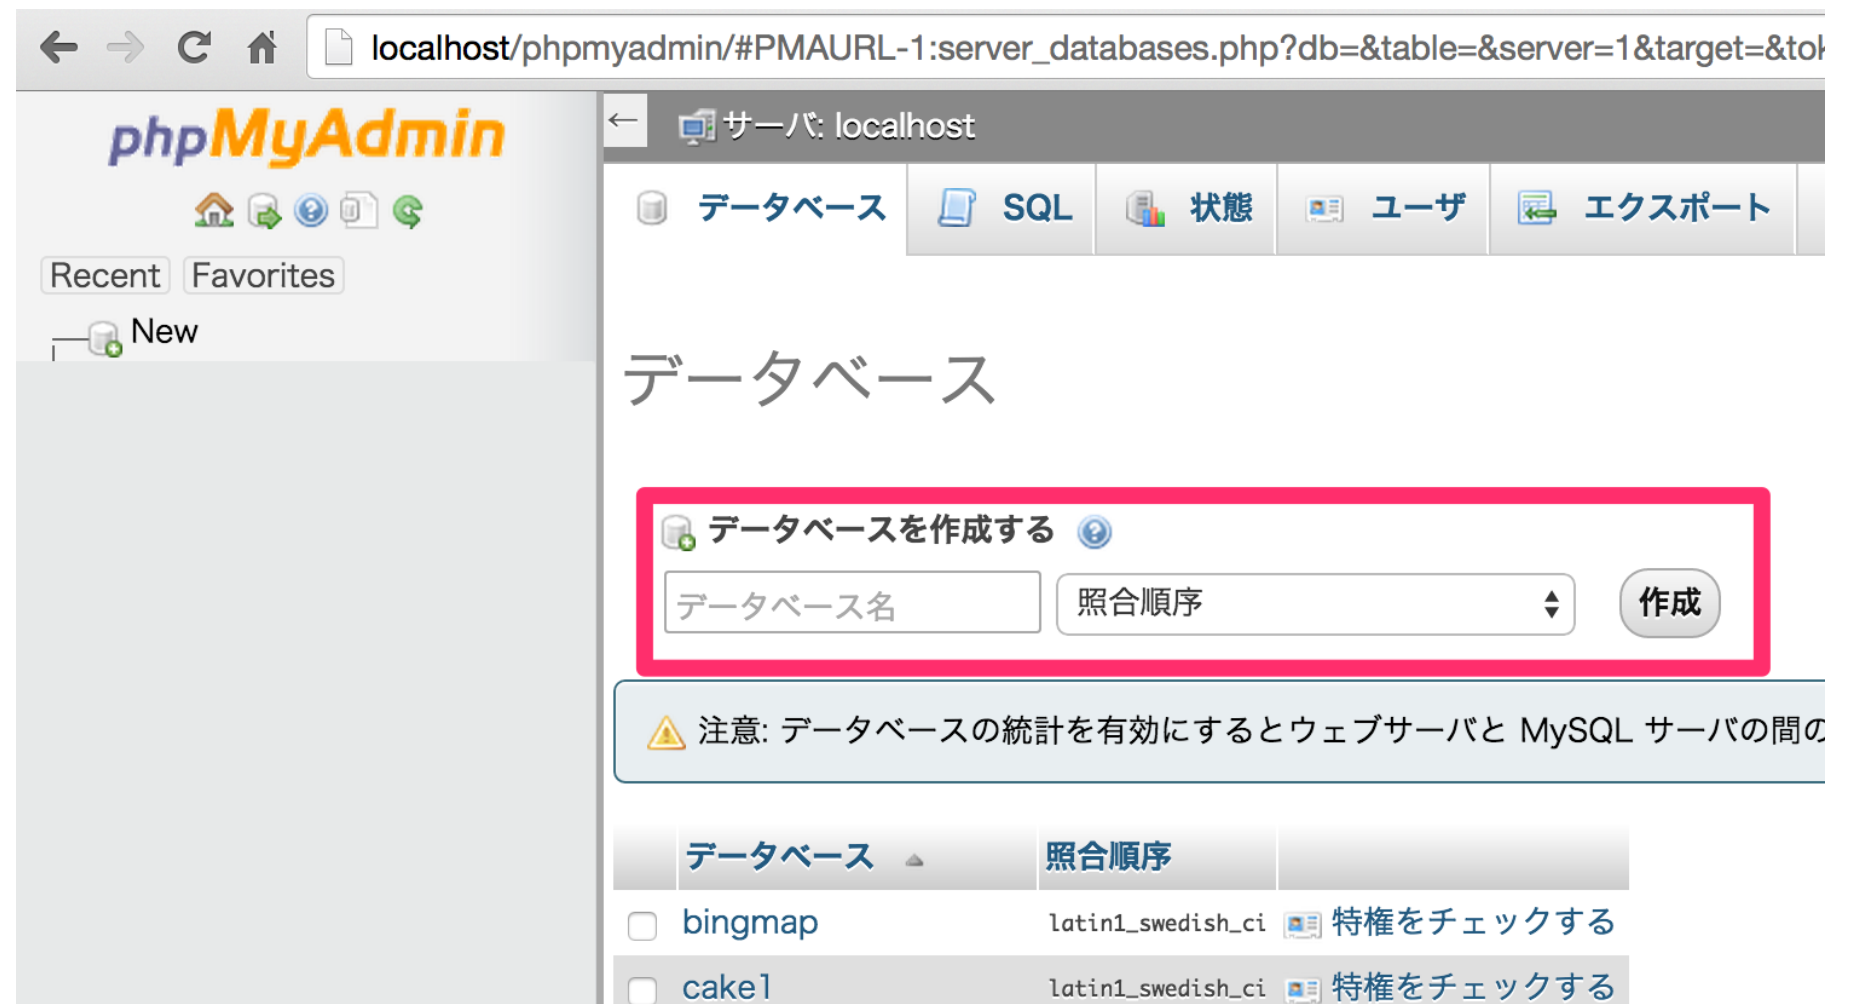 localhost/phpmyadmin/#PMAURL-1:server_databases.php?db=&table=&server=1&target=&tok
phpMyAdmin
サーバ: localhost
データベース SQL 状態 ユーザ エクスポート
Recent Favorites
New
データベース
データベースを作成する
データベース名 照合順序 作成
注意: データベースの統計を有効にするとウェブサーバと MySQL サーバの間の
データベース 照合順序
bingmap latin1_swedish_ci 特権をチェックする
cake1 latin1_swedish_ci 特権をチェックする